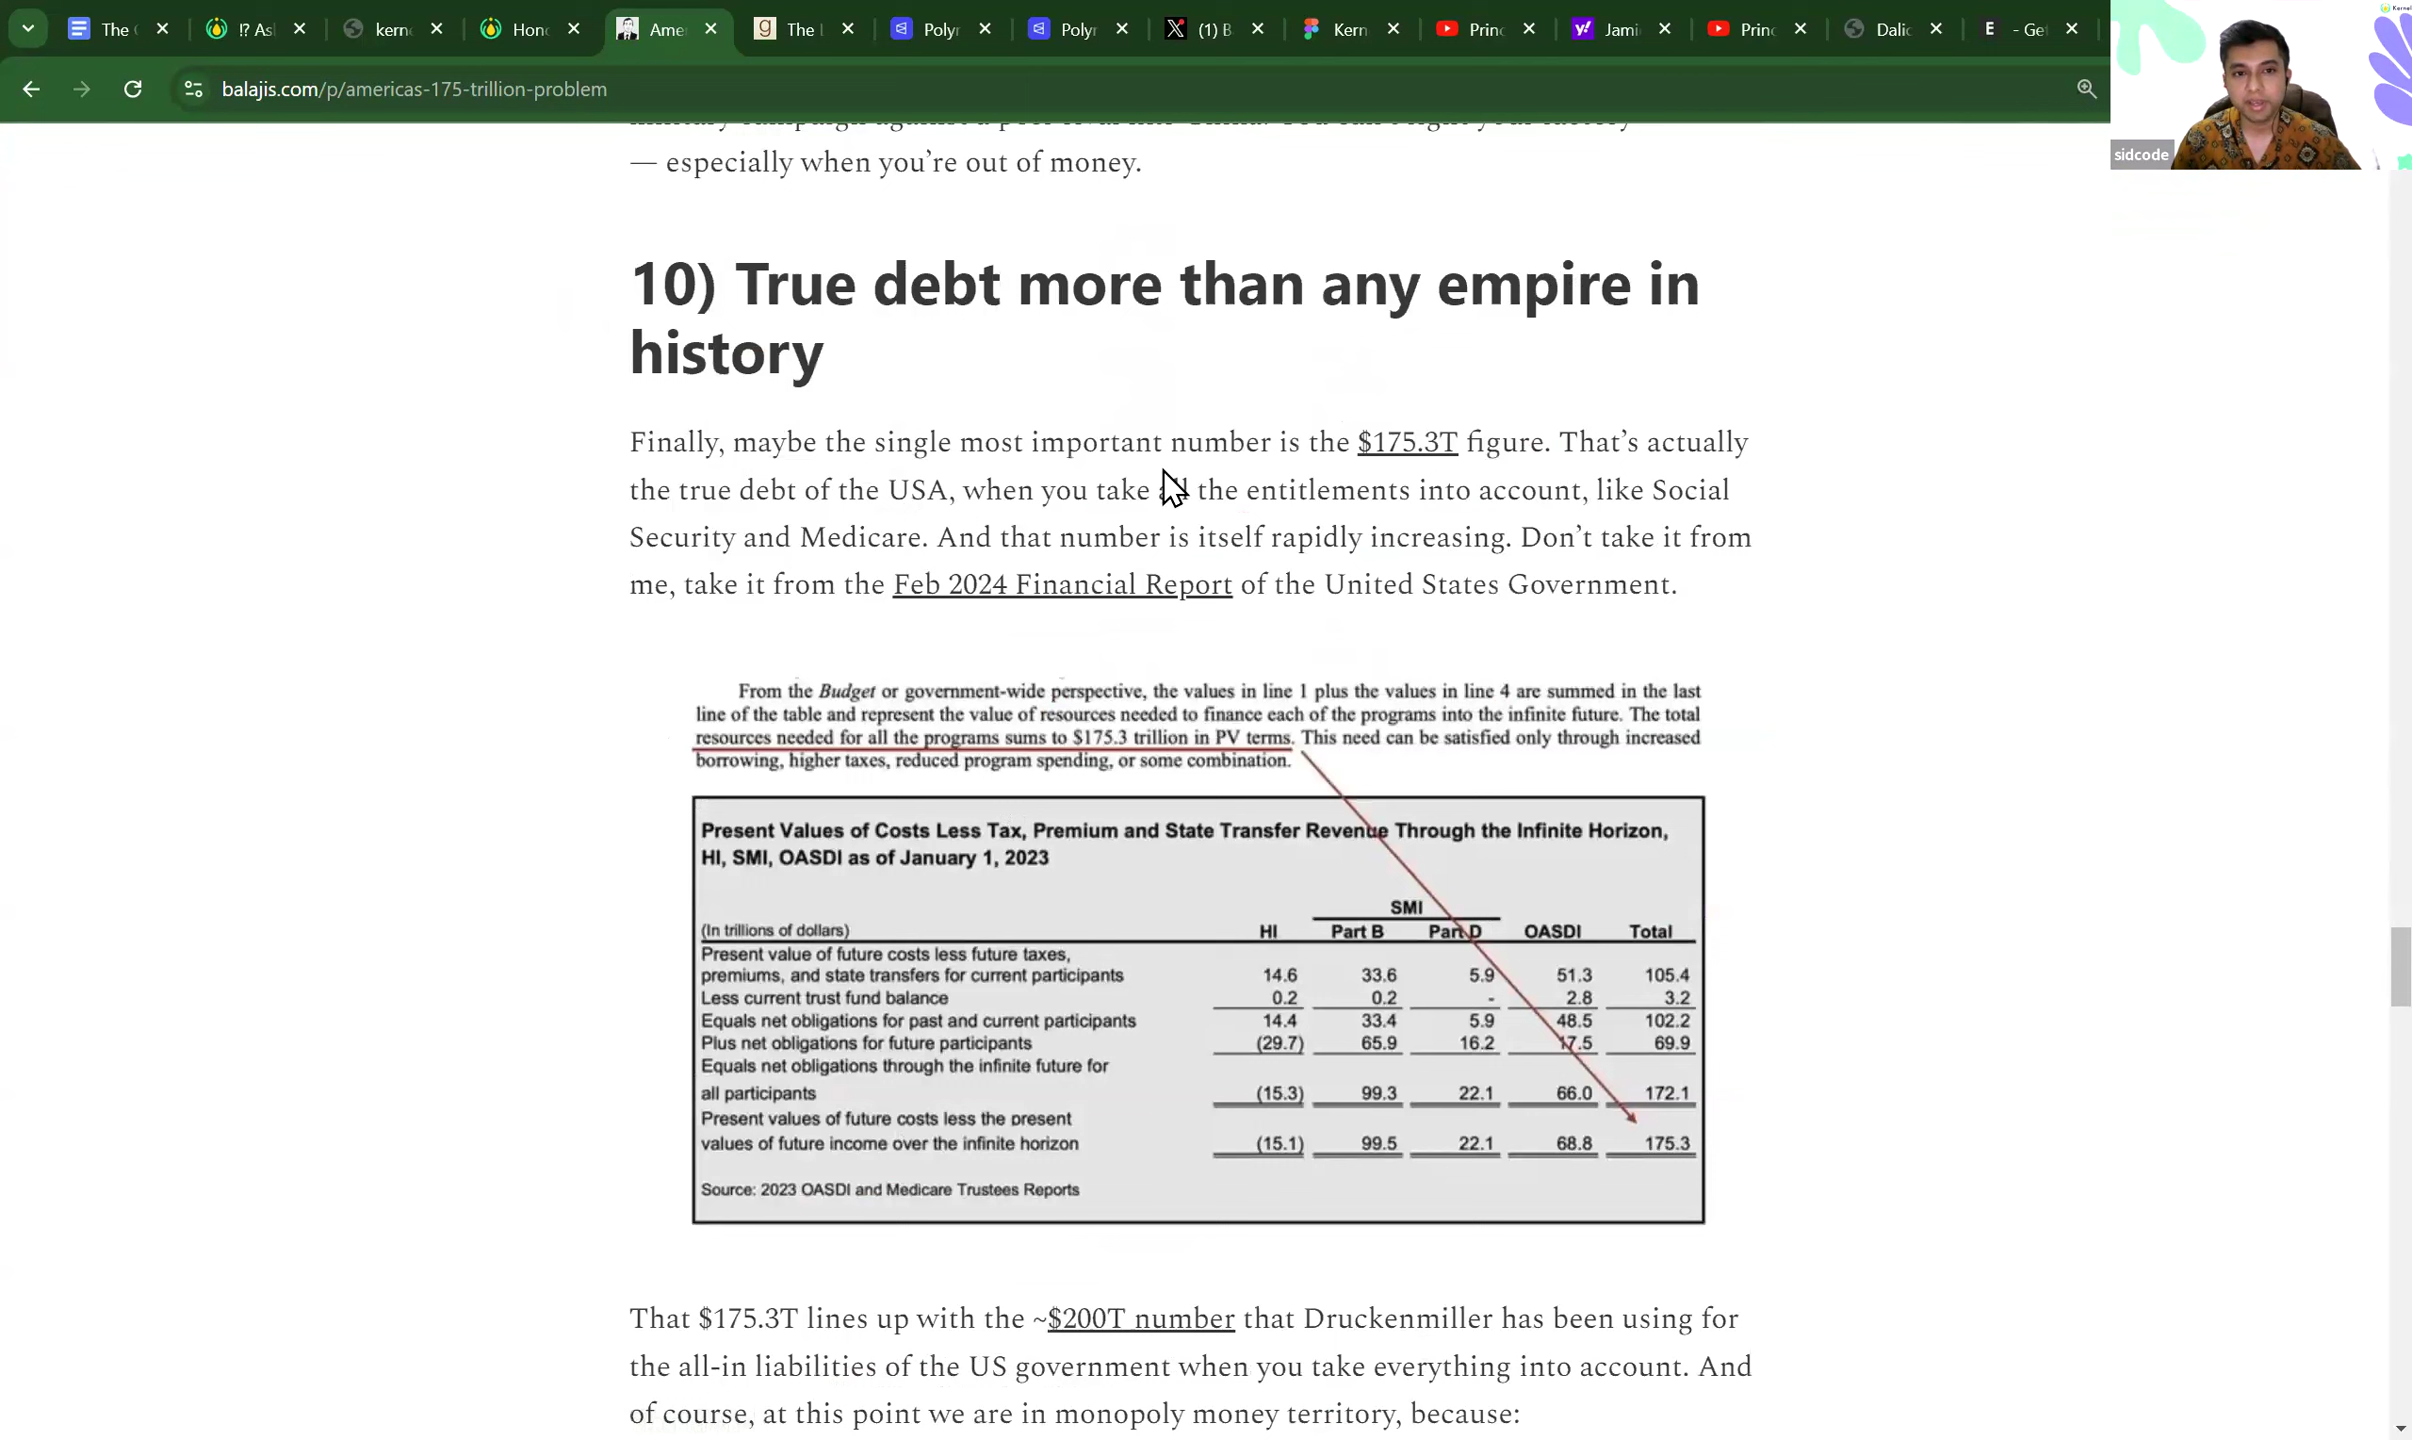 The
⁉ As
kerne
Hon
Ame
The
Polyr
Polyr
(1) B
Kern
Princ
Jami
Princ
Dalio
- Ge
balajis.com/p/americas-175-trillion-problem
sidcode
— especially when you're out of money.
10) True debt more than any empire in
history
Finally, maybe the single most important number is the $175.3T figure. That's actually
the true debt of the USA, when you take all the entitlements into account, like Social
Security and Medicare. And that number is itself rapidly increasing. Don't take it from
me, take it from the Feb 2024 Financial Report of the United States Government.
From the Budget or government-wide perspective, the values in line 1 plus the values in line 4 are summed in the last
line of the table and represent the value of resources needed to finance each of the programs into the infinite future. The total
resources needed for all the programs sums to $175.3 trillion in PV terms. This need can be satisfied only through increased
borrowing, higher taxes, reduced program spending, or some combination.
Present Values of Costs Less Tax, Premium and State Transfer Revenue Through the Infinite Horizon,
HI, SMI, OASDI as of January 1, 2023
SMI
(In trillions of dollars) HI Part B Part D OASDI Total
Present value of future costs less future taxes,
premiums, and state transfers for current participants 14.6 33.6 5.9 51.3 105.4
Less current trust fund balance 0.2 0.2 - 2.8 3.2
Equals net obligations for past and current participants 14.4 33.4 5.9 48.5 102.2
Plus net obligations for future participants (29.7) 65.9 16.2 17.5 69.9
Equals net obligations through the infinite future for
all participants (15.3) 99.3 22.1 66.0 172.1
Present values of future costs less the present
values of future income over the infinite horizon (15.1) 99.5 22.1 68.8 175.3
Source: 2023 OASDI and Medicare Trustees Reports
That $175.3T lines up with the ~$200T number that Druckenmiller has been using for
the all-in liabilities of the US government when you take everything into account. And
of course, at this point we are in monopoly money territory, because: